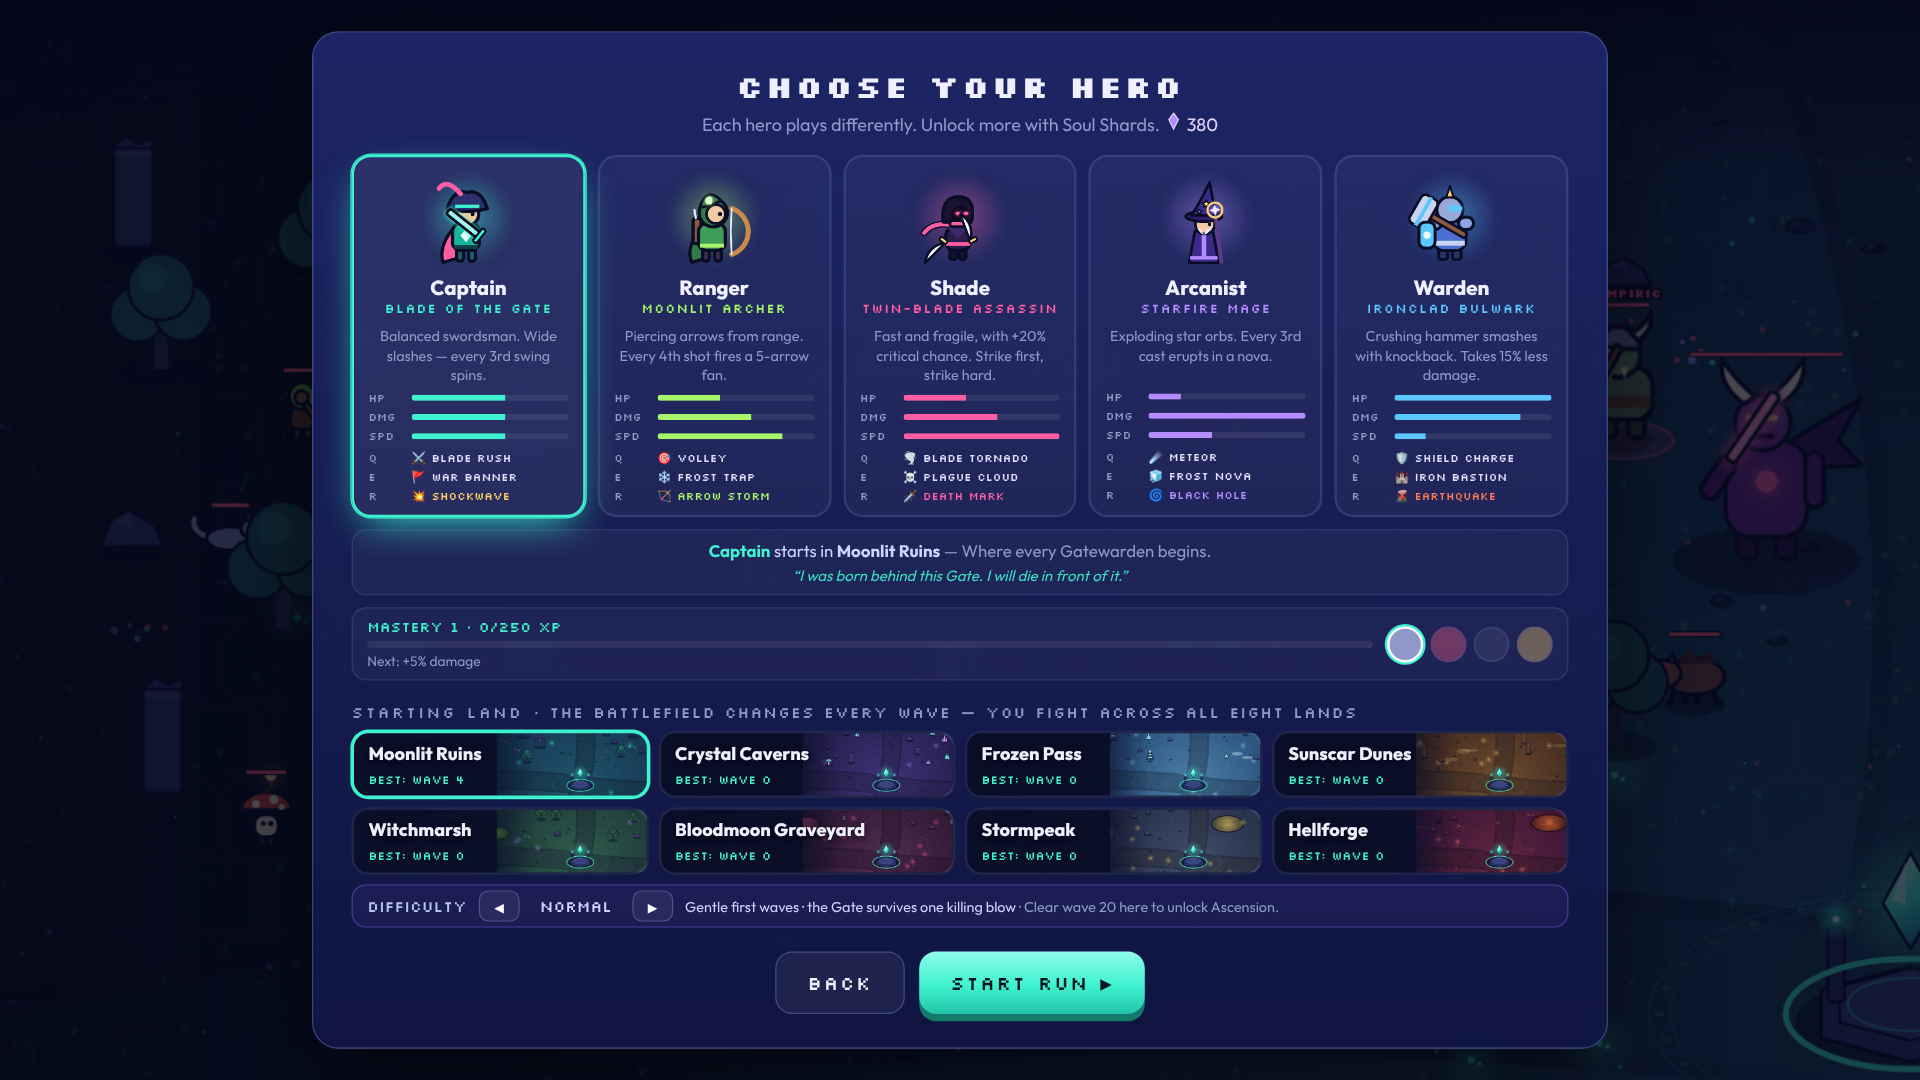 CHOOSE YOUR HERO
Each hero plays differently. Unlock more with Soul Shards. 380
Captain
BLADE OF THE GATE
Balanced swordsman. Wide
slashes — every 3rd swing
spins.
HP
DMG
SPD
Q BLADE RUSH
E WAR BANNER
R SHOCKWAVE
Ranger
MOONLIT ARCHER
Piercing arrows from range.
Every 4th shot fires a 5-arrow
fan.
HP
DMG
SPD
Q VOLLEY
E FROST TRAP
R ARROW STORM
Shade
TWIN-BLADE ASSASSIN
Fast and fragile, with +20%
critical chance. Strike first,
strike hard.
HP
DMG
SPD
Q BLADE TORNADO
E PLAGUE CLOUD
R DEATH MARK
Arcanist
STARFIRE MAGE
Exploding star orbs. Every 3rd
cast erupts in a nova.
HP
DMG
SPD
Q METEOR
E FROST NOVA
R BLACK HOLE
Warden
IRONCLAD BULWARK
Crushing hammer smashes
with knockback. Takes 15% less
damage.
HP
DMG
SPD
Q SHIELD CHARGE
E IRON BASTION
R EARTHQUAKE
Captain starts in Moonlit Ruins — Where every Gatewarden begins.
“I was born behind this Gate. I will die in front of it.”
MASTERY 1 · 0/250 XP
Next: +5% damage
STARTING LAND · THE BATTLEFIELD CHANGES EVERY WAVE — YOU FIGHT ACROSS ALL EIGHT LANDS
Moonlit Ruins
BEST: WAVE 4
Crystal Caverns
BEST: WAVE 0
Frozen Pass
BEST: WAVE 0
Sunscar Dunes
BEST: WAVE 0
Witchmarsh
BEST: WAVE 0
Bloodmoon Graveyard
BEST: WAVE 0
Stormpeak
BEST: WAVE 0
Hellforge
BEST: WAVE 0
DIFFICULTY ◀ NORMAL ▶ Gentle first waves · the Gate survives one killing blow · Clear wave 20 here to unlock Ascension.
BACK
START RUN ▶